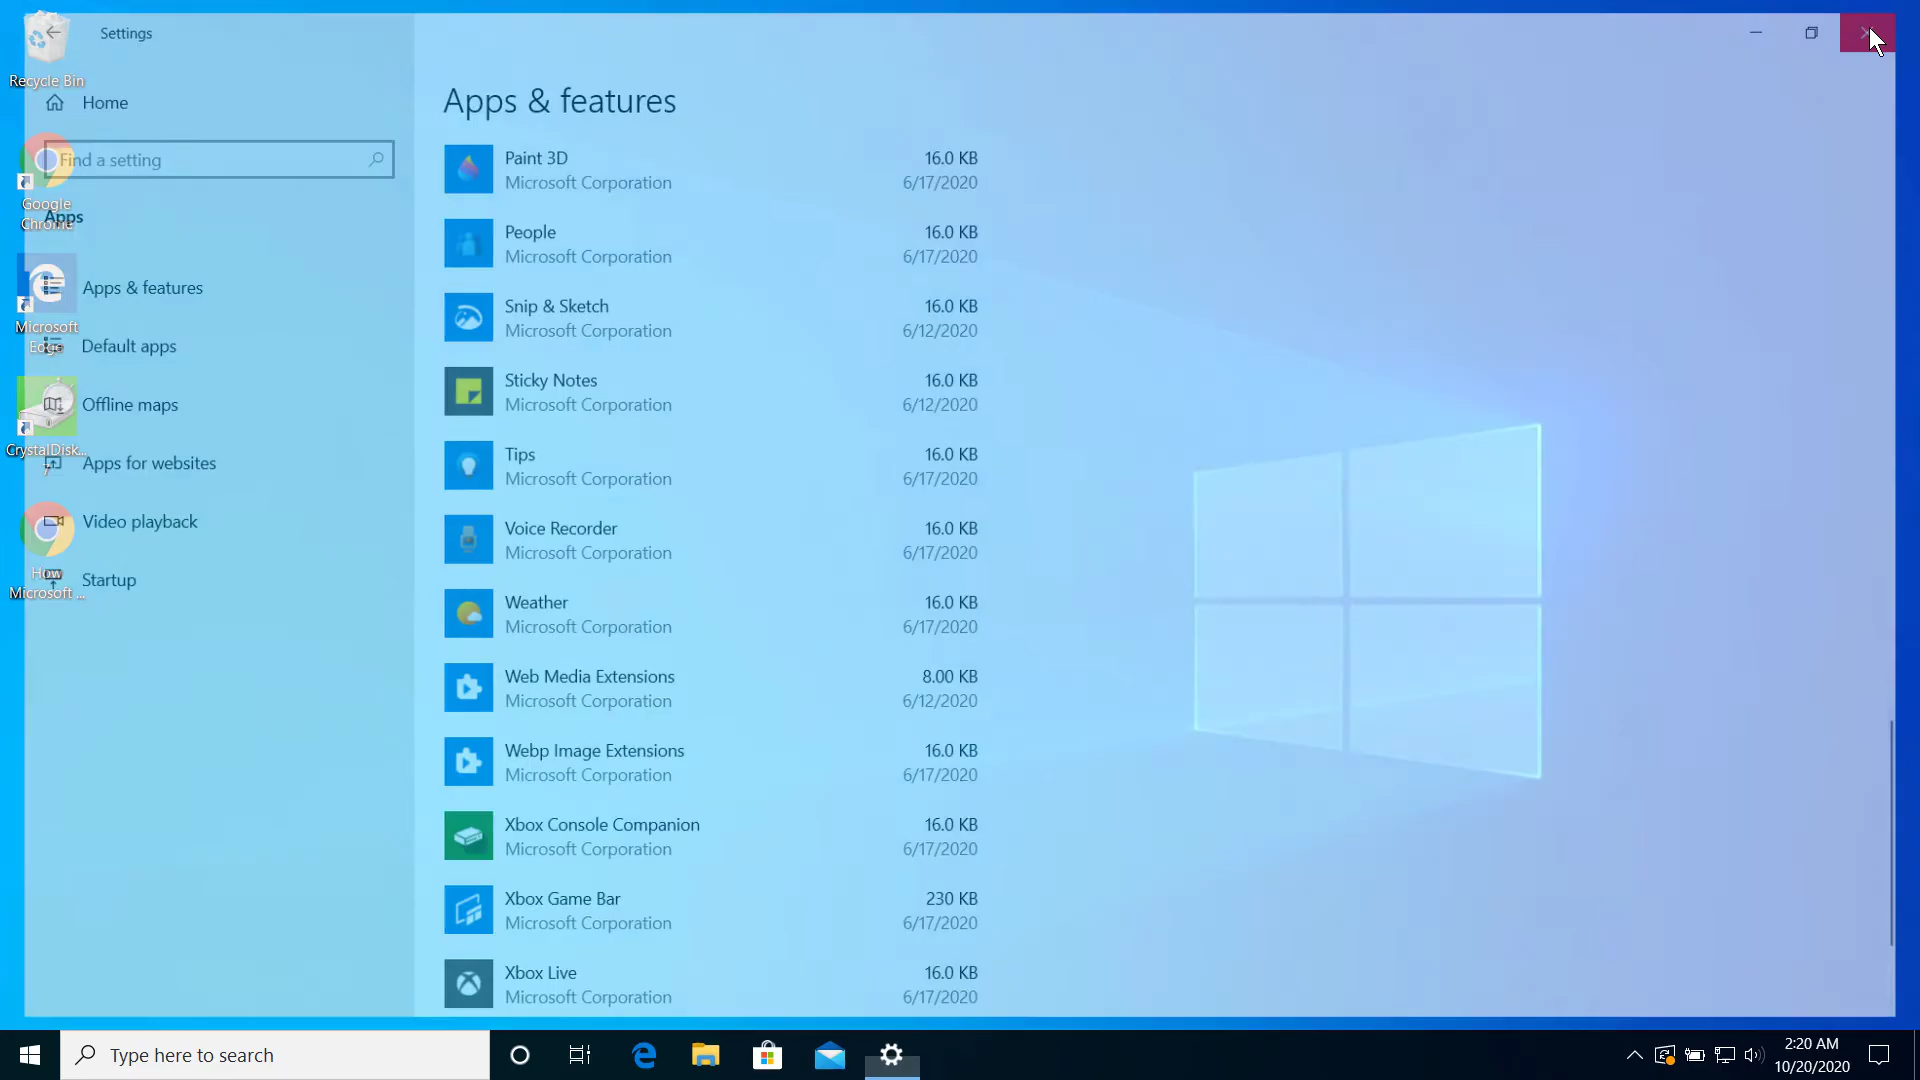 Settings
Recycle Bin
Home
Find a setting
Google
Chrome
Apps
Apps & features
Microsoft
Edge
Default apps
Offline maps
CrystalDisk...
7
Apps for websites
Video playback
How
Microsoft ...
Startup
Apps & features
Paint 3D 16.0 KB
Microsoft Corporation 6/17/2020
People 16.0 KB
Microsoft Corporation 6/17/2020
Snip & Sketch 16.0 KB
Microsoft Corporation 6/12/2020
Sticky Notes 16.0 KB
Microsoft Corporation 6/12/2020
Tips 16.0 KB
Microsoft Corporation 6/17/2020
Voice Recorder 16.0 KB
Microsoft Corporation 6/17/2020
Weather 16.0 KB
Microsoft Corporation 6/17/2020
Web Media Extensions 8.00 KB
Microsoft Corporation 6/12/2020
Webp Image Extensions 16.0 KB
Microsoft Corporation 6/17/2020
Xbox Console Companion 16.0 KB
Microsoft Corporation 6/17/2020
Xbox Game Bar 230 KB
Microsoft Corporation 6/17/2020
Xbox Live 16.0 KB
Microsoft Corporation 6/17/2020
Type here to search
2:20 AM
10/20/2020